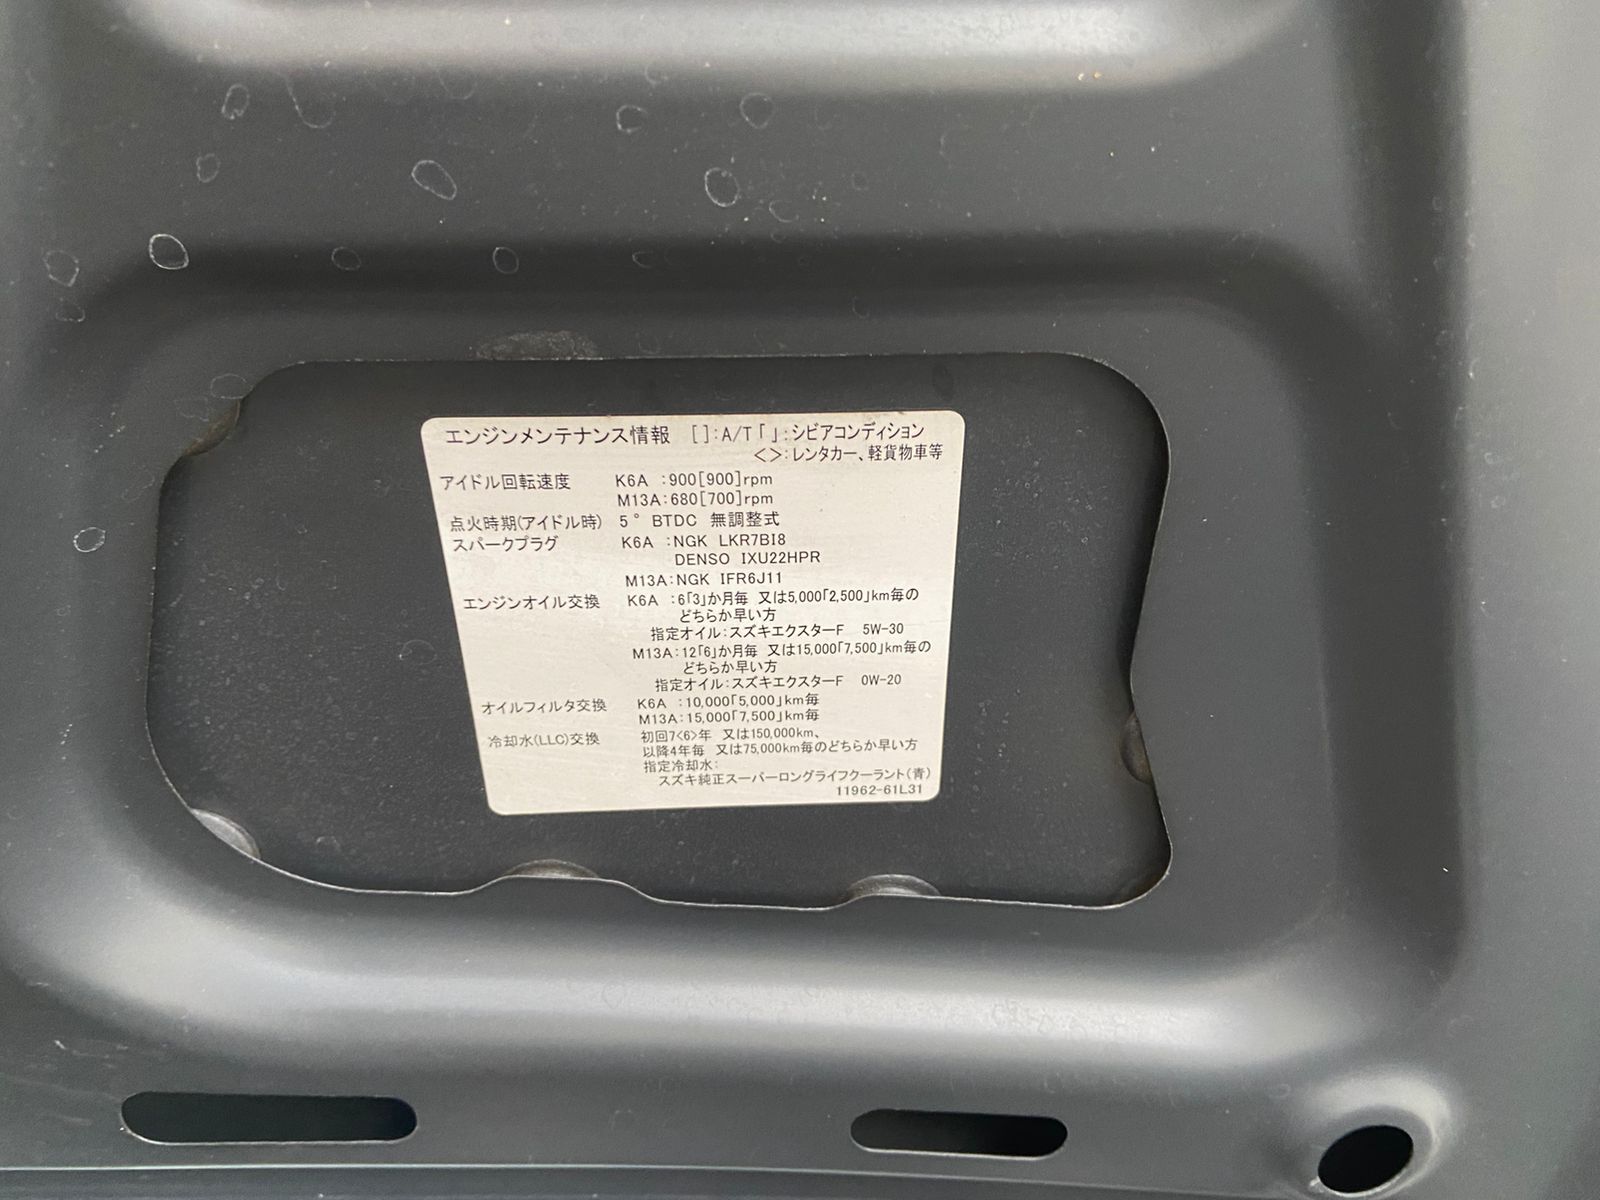 エンジンメンテナンス情報 []:A/T「」:シビアコンディション
<>:レンタカー、軽貨物車等
アイドル回転速度 K6A :900[900]rpm
M13A:680[700]rpm
点火時期(アイドル時) 5° BTDC 無調整式
スパークプラグ K6A :NGK LKR7BI8
DENSO IXU22HPR
M13A:NGK IFR6J11
エンジンオイル交換 K6A :6「3」か月毎 又は5,000「2,500」km毎の
どちらか早い方
指定オイル:スズキエクスターF 5W-30
M13A:12「6」か月毎 又は15,000「7,500」km毎の
どちらか早い方
指定オイル:スズキエクスターF 0W-20
オイルフィルタ交換 K6A :10,000「5,000」km毎
M13A:15,000「7,500」km毎
冷却水(LLC)交換 初回7<6>年 又は150,000km、
以降4年毎 又は75,000km毎のどちらか早い方
指定冷却水:
スズキ純正スーパーロングライフクーラント(青)
11962-61L31